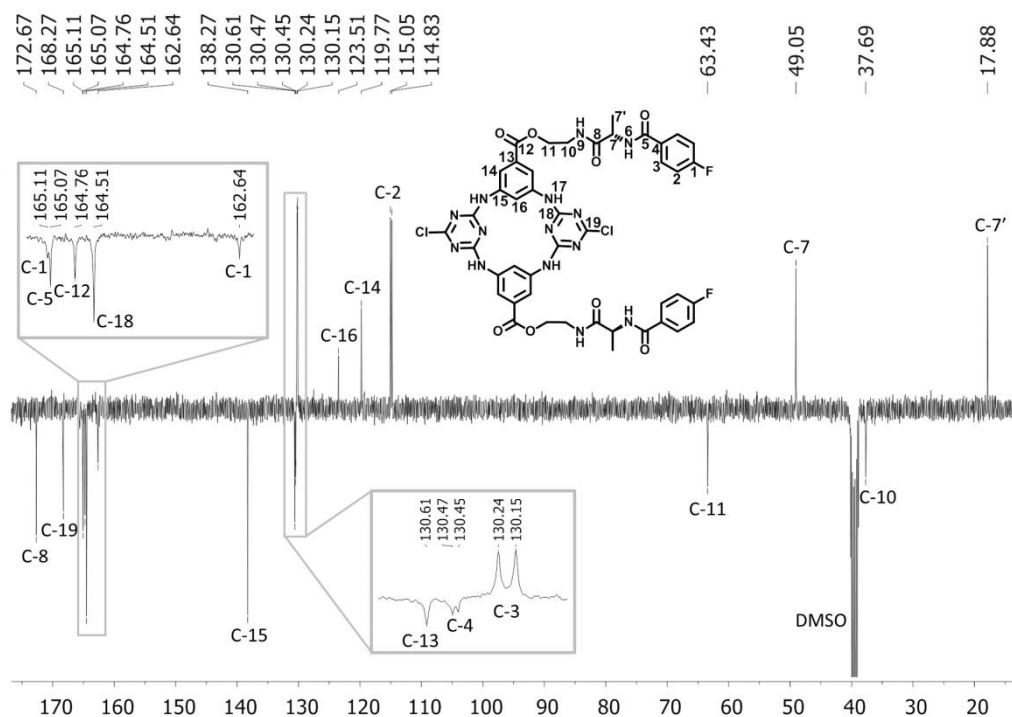 172.67
168.27
165.11
165.07
164.76
164.51
162.64
138.27
130.61
130.47
130.45
130.24
130.15
123.51
119.77
115.05
114.83
63.43
49.05
37.69
17.88
165.11
165.07
164.76
164.51
162.64
C-1
C-5
C-12
C-18
C-1
C-2
C-14
C-16
C-7
C-7'
7'
O
O
H
N
9
8
O
7
6
H
N
O
5
4
3
2
1
F
12
11
10
13
14
15
16
17
NH
HN
18
19
N
N
N
N
N
N
Cl
Cl
NH
HN
O
O
N
H
O
H
N
O
F
C-8
C-19
C-15
130.61
130.47
130.45
130.24
130.15
C-13
C-4
C-3
C-11
C-10
DMSO
170 160 150 140 130 120 110 100 90 80 70 60 50 40 30 20